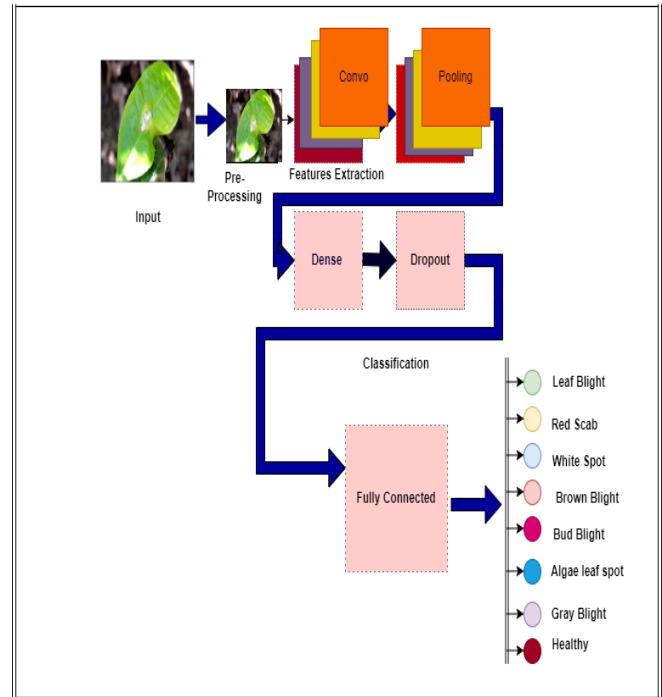 Convo
Pooling
Features Extraction
Pre-
Processing
Input
Dense
Dropout
Classification
Fully Connected
Leaf Blight
Red Scab
White Spot
Brown Blight
Bud Blight
Algae leaf spot
Gray Blight
Healthy